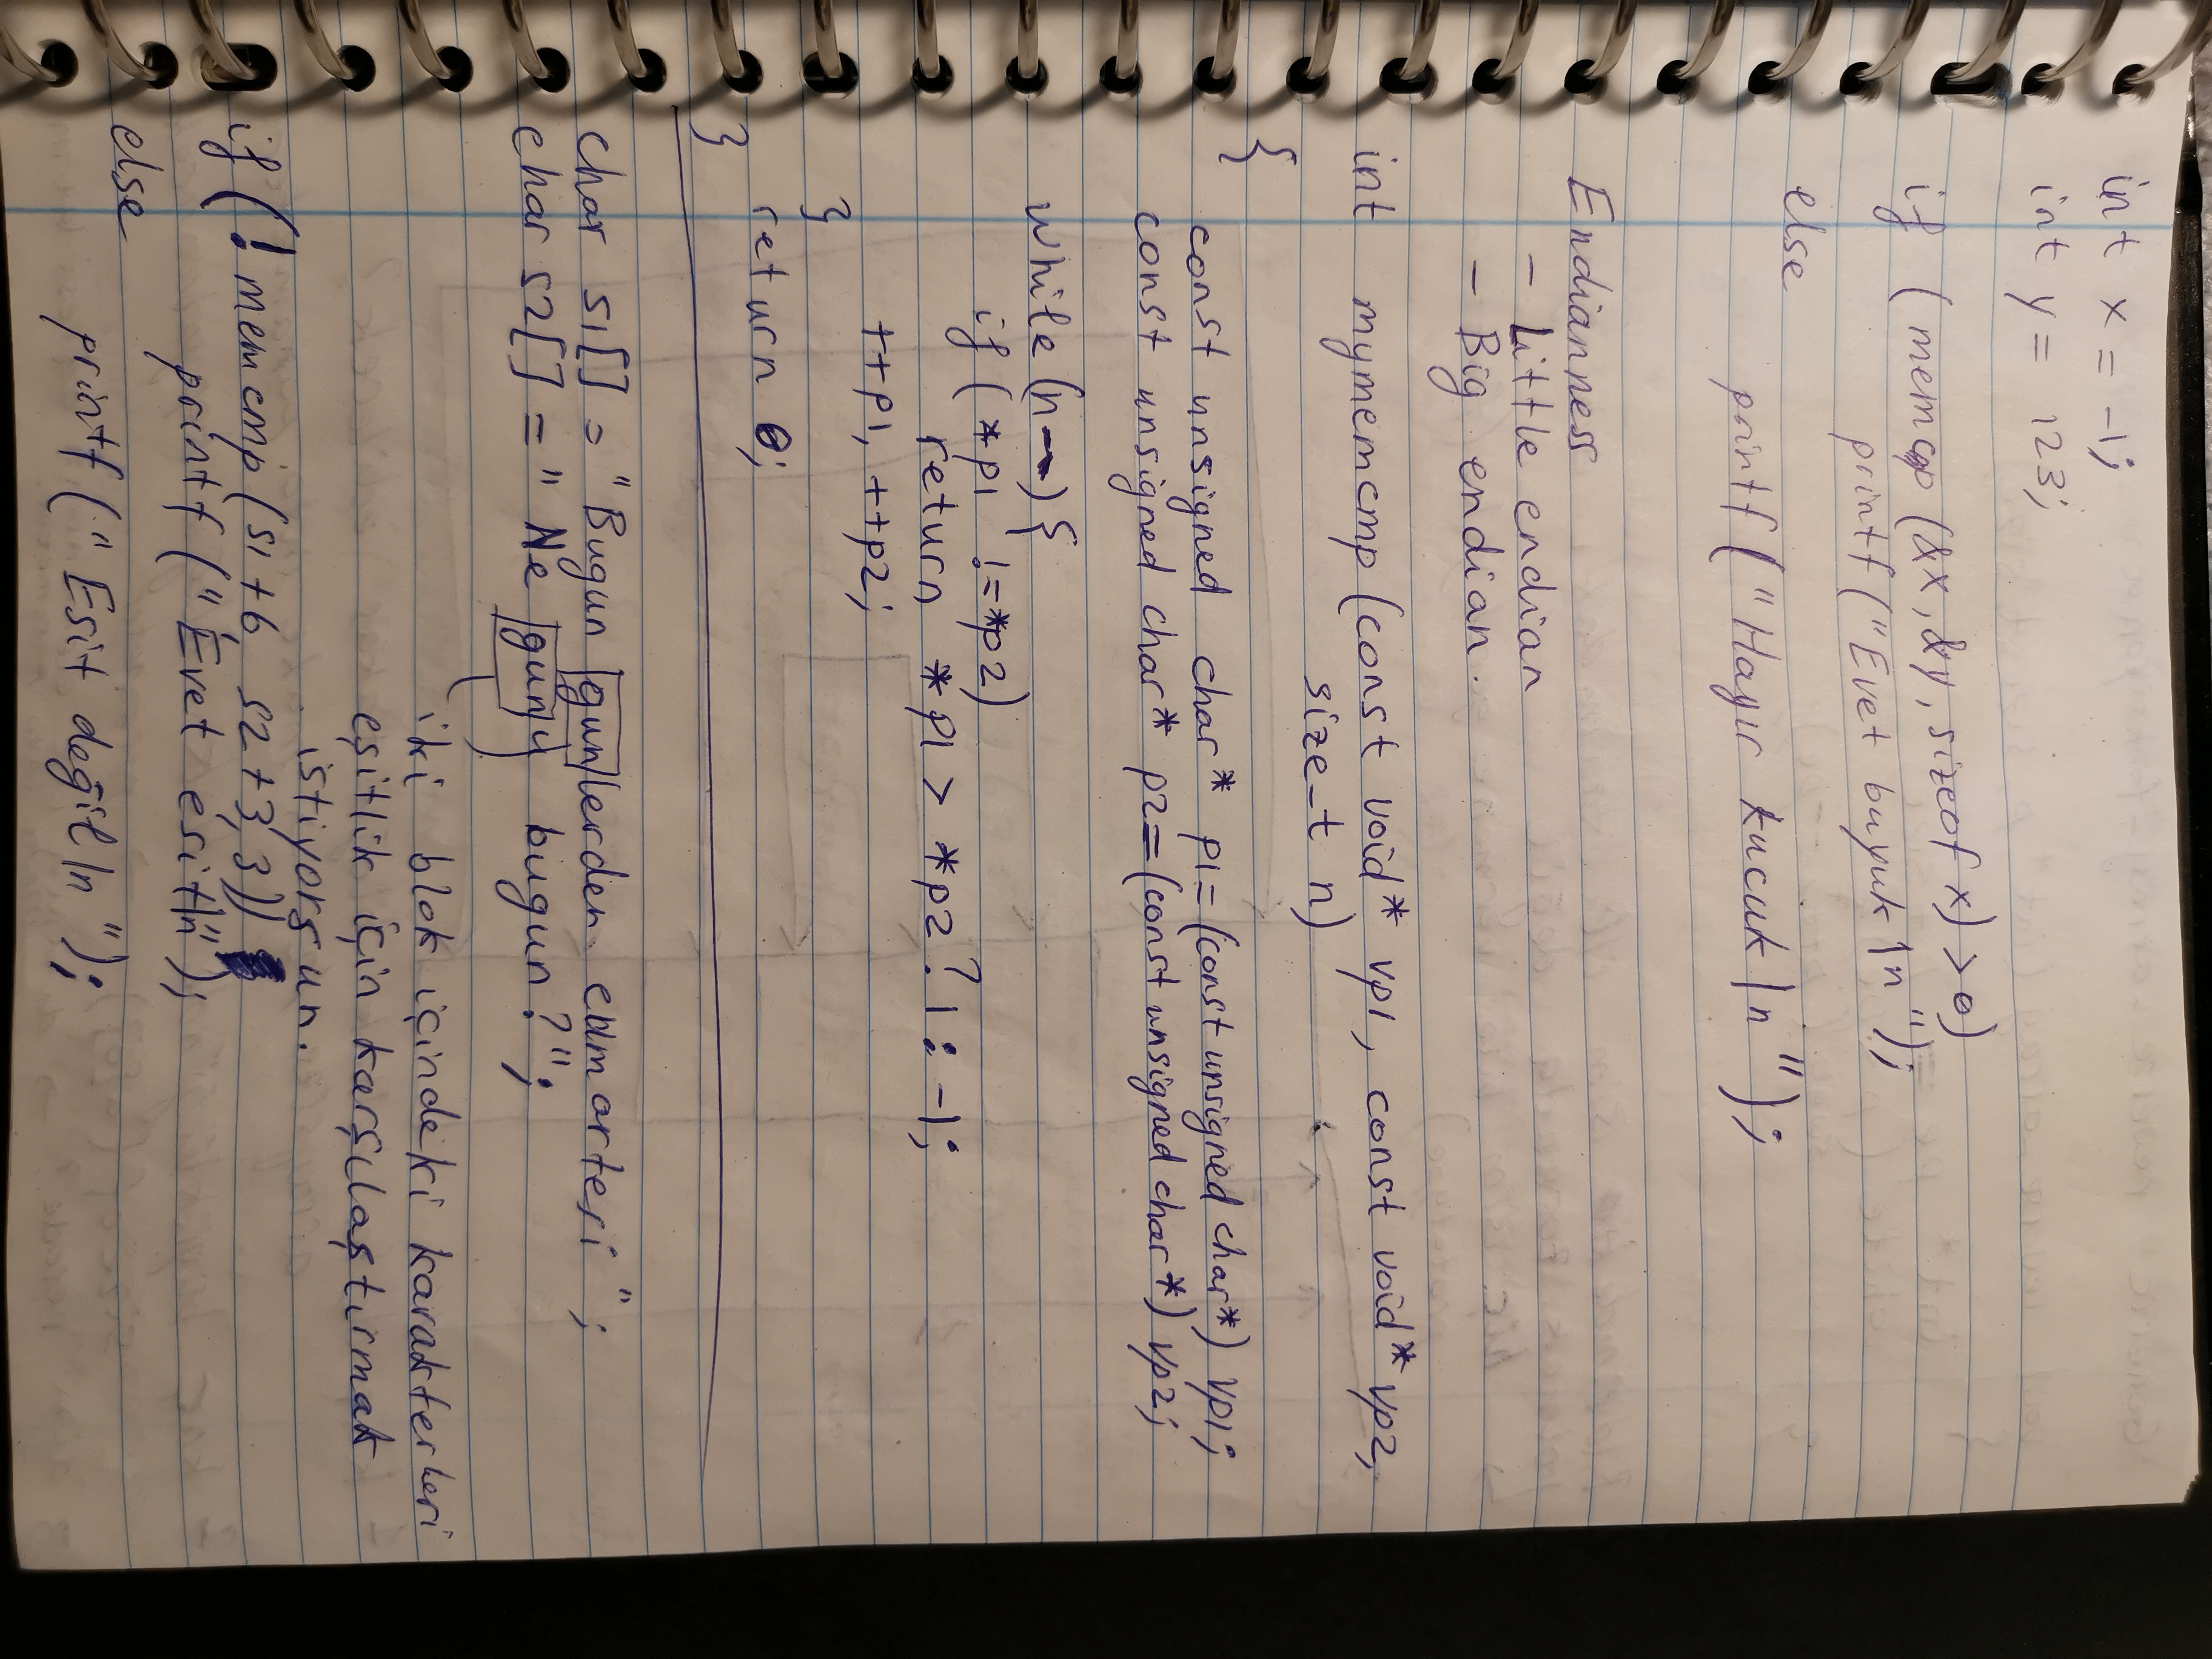 int x = -1;
int y = 123;
if (memcmp (&x, &y, sizeof x) > 0)
printf ("Evet buyuk \n");
else
printf ("Hayır kucuk \n");
Endianness
- Little endian
- Big endian.
int mymemcmp (const void* vp1, const void* vp2,
size_t n)
{
const unsigned char* p1 = (const unsigned char*) vp1;
const unsigned char* p2 = (const unsigned char*) vp2;
while (n--) {
if (*p1 != *p2)
return *p1 > *p2 ? 1 : -1;
++p1, ++p2;
}
return 0;
}
char s1[] = "Bugun gunlerden cumartesi";
char s2[] = "Ne gun bugun?";
iki blok içindeki karakterleri
eşitlik için karşılaştırmak
istiyorsun.
if (! memcmp (s1+6, s2+3, 3))
printf ("Evet esit\n");
else
printf ("Esit değil \n");